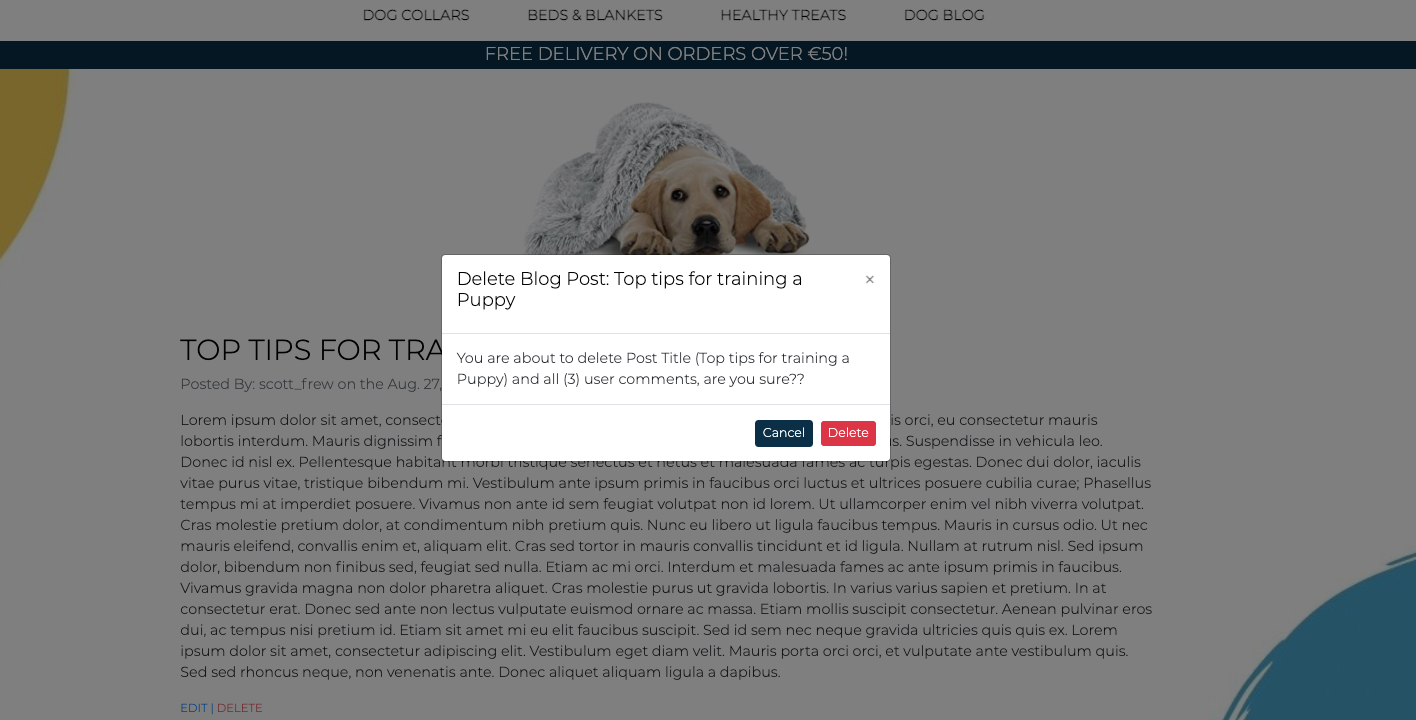 DOG COLLARS BEDS & BLANKETS HEALTHY TREATS DOG BLOG
FREE DELIVERY ON ORDERS OVER €50!
Delete Blog Post: Top tips for training a
Puppy
×
You are about to delete Post Title (Top tips for training a
Puppy) and all (3) user comments, are you sure??
Cancel Delete
TOP TIPS FOR TRA
Posted By: scott_frew on the Aug. 27,
Lorem ipsum dolor sit amet, consect is orci, eu consectetur mauris
lobortis interdum. Mauris dignissim f s. Suspendisse in vehicula leo.
Donec id nisl ex. Pellentesque habitant morbi tristique senectus et netus et malesuada fames ac turpis egestas. Donec dui dolor, iaculis
vitae purus vitae, tristique bibendum mi. Vestibulum ante ipsum primis in faucibus orci luctus et ultrices posuere cubilia curae; Phasellus
tempus mi at imperdiet posuere. Vivamus non ante id sem feugiat volutpat non id lorem. Ut ullamcorper enim vel nibh viverra volutpat.
Cras molestie pretium dolor, at condimentum nibh pretium quis. Nunc eu libero ut ligula faucibus tempus. Mauris in cursus odio. Ut nec
mauris eleifend, convallis enim et, aliquam elit. Cras sed tortor in mauris convallis tincidunt et id ligula. Nullam at rutrum nisl. Sed ipsum
dolor, bibendum non finibus sed, feugiat sed nulla. Etiam ac mi orci. Interdum et malesuada fames ac ante ipsum primis in faucibus.
Vivamus gravida magna non dolor pharetra aliquet. Cras molestie purus ut gravida lobortis. In varius varius sapien et pretium. In at
consectetur erat. Donec sed ante non lectus vulputate euismod ornare ac massa. Etiam mollis suscipit consectetur. Aenean pulvinar eros
dui, ac tempus nisi pretium id. Etiam sit amet mi eu elit faucibus suscipit. Sed id sem nec neque gravida ultricies quis quis ex. Lorem
ipsum dolor sit amet, consectetur adipiscing elit. Vestibulum eget diam velit. Mauris porta orci orci, et vulputate ante vestibulum quis.
Sed sed rhoncus neque, non venenatis ante. Donec aliquet aliquam ligula a dapibus.
EDIT | DELETE